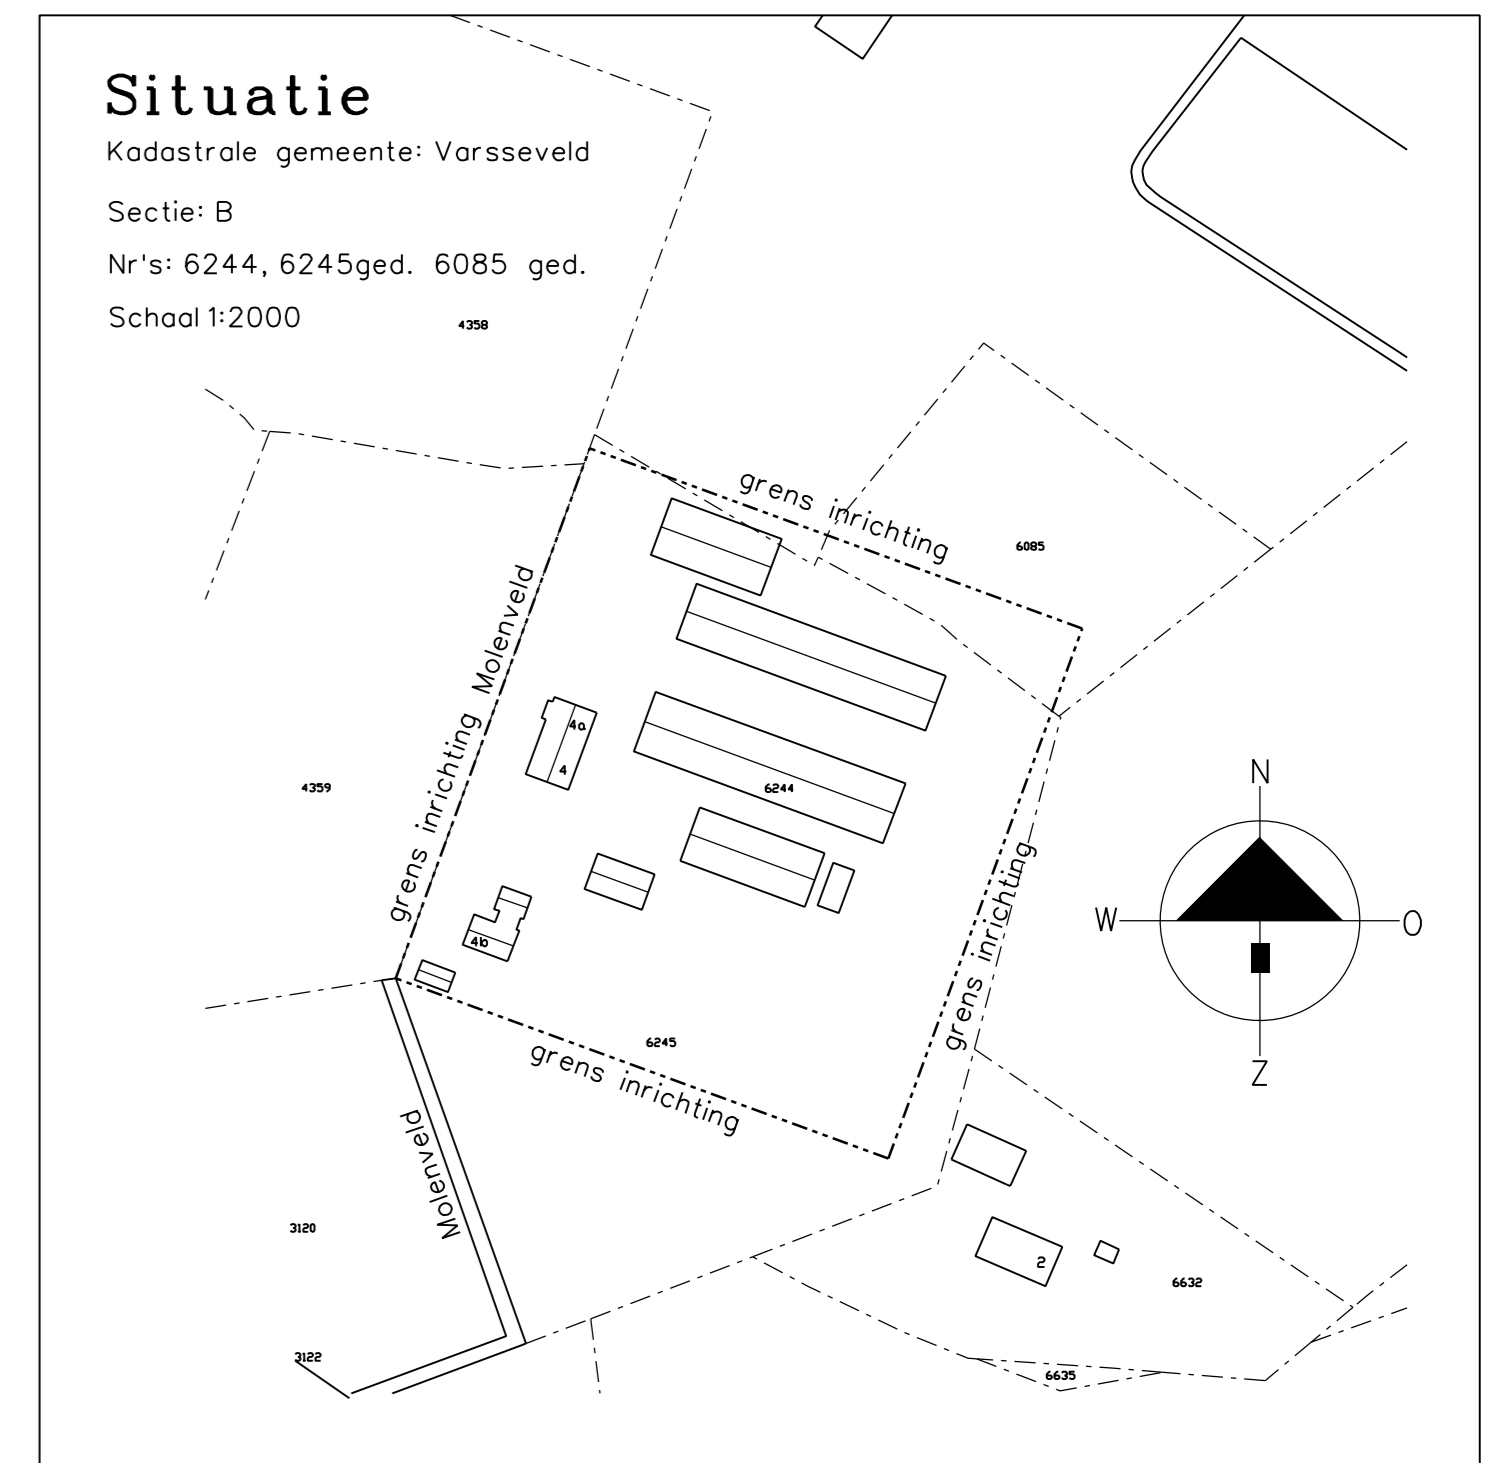 Situatie
Kadastrale gemeente: Varsseveld
Sectie: B
Nr's: 6244, 6245ged. 6085 ged.
Schaal 1:2000
4358
grens inrichting
6085
grens inrichting Molenveld
4a
4
6244
4359
N
W
O
Z
grens inrichting
4b
6245
grens inrichting
Molenveld
3120
2
6632
3122
6635